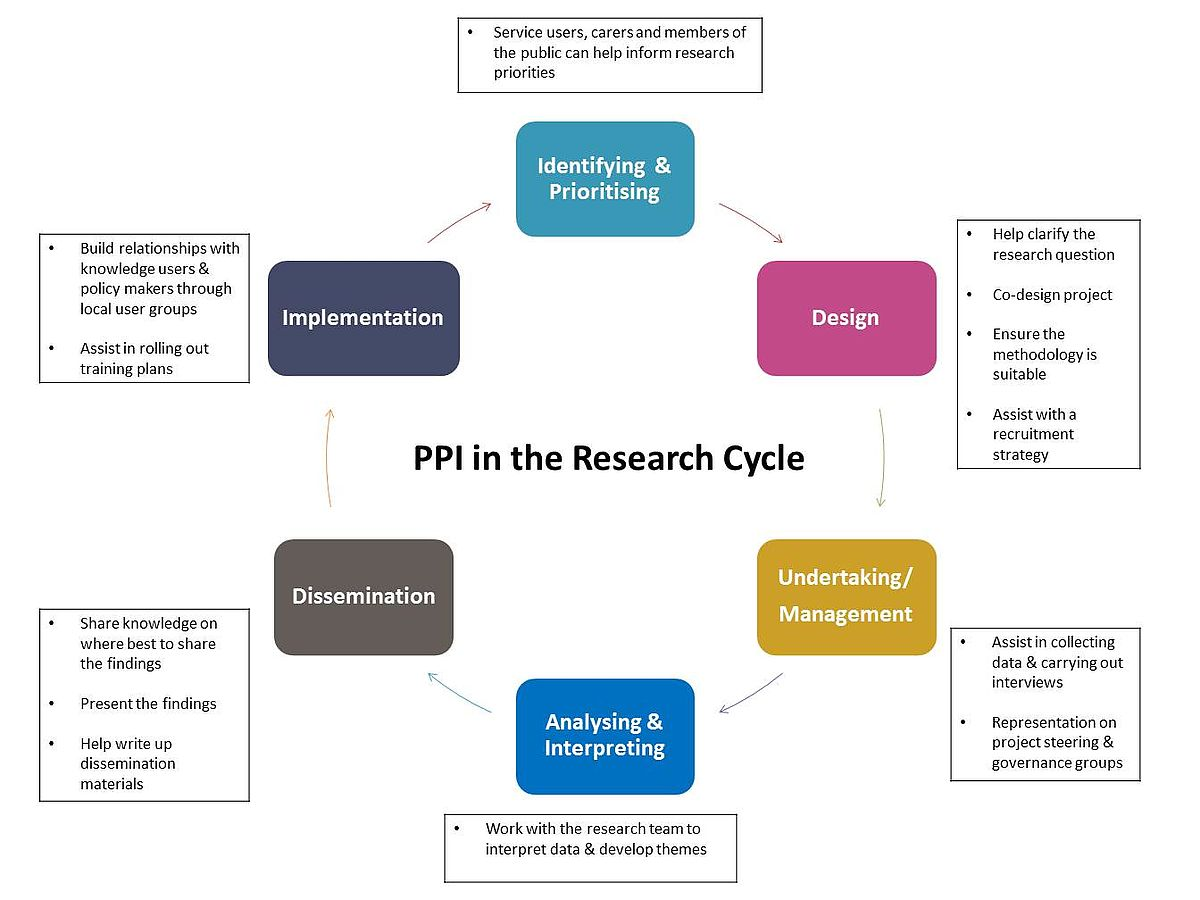 • Service users, carers and members of
the public can help inform research
priorities
Identifying &
Prioritising
• Help clarify the
research question
• Co-design project
• Ensure the
methodology is
suitable
• Assist with a
recruitment
strategy
Design
• Build relationships with
knowledge users &
policy makers through
local user groups
• Assist in rolling out
training plans
Implementation
PPI in the Research Cycle
Undertaking/
Management
• Assist in collecting
data & carrying out
interviews
• Representation on
project steering &
governance groups
Dissemination
• Share knowledge on
where best to share
the findings
• Present the findings
• Help write up
dissemination
materials
Analysing &
Interpreting
• Work with the research team to
interpret data & develop themes